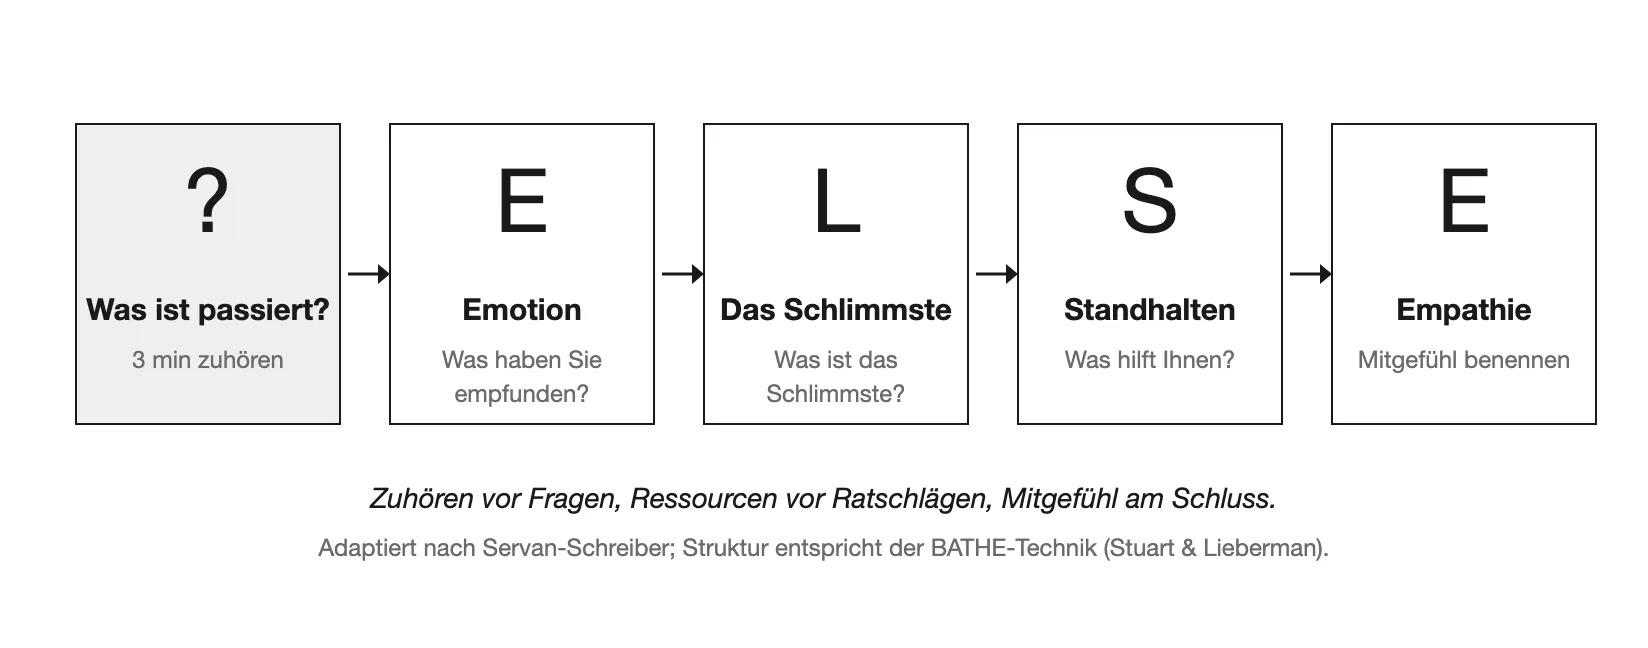 ?
Was ist passiert?
3 min zuhören
E
Emotion
Was haben Sie
empfunden?
L
Das Schlimmste
Was ist das
Schlimmste?
S
Standhalten
Was hilft Ihnen?
E
Empathie
Mitgefühl benennen
Zuhören vor Fragen, Ressourcen vor Ratschlägen, Mitgefühl am Schluss.
Adaptiert nach Servan-Schreiber; Struktur entspricht der BATHE-Technik (Stuart & Lieberman).